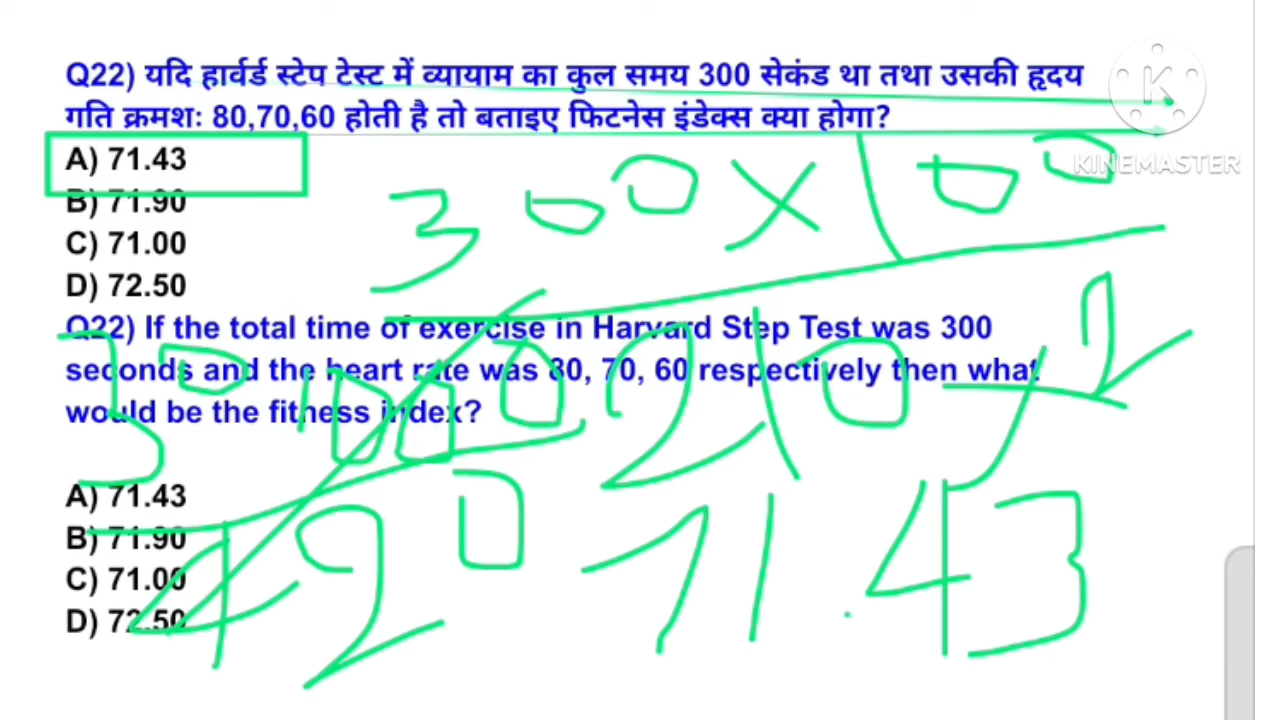 Q22) यदि हार्वर्ड स्टेप टेस्ट में व्यायाम का कुल समय 300 सेकंड था तथा उसकी हृदय
गति क्रमशः 80,70,60 होती है तो बताइए फिटनेस इंडेक्स क्या होगा?
KINEMASTER
A) 71.43
B) 71.90
C) 71.00
D) 72.50
300 X 100
210 x 2
Q22) If the total time of exercise in Harvard Step Test was 300
seconds and the heart rate was 80, 70, 60 respectively then what
would be the fitness index?
30000
420
71.43
A) 71.43
B) 71.90
C) 71.00
D) 72.50